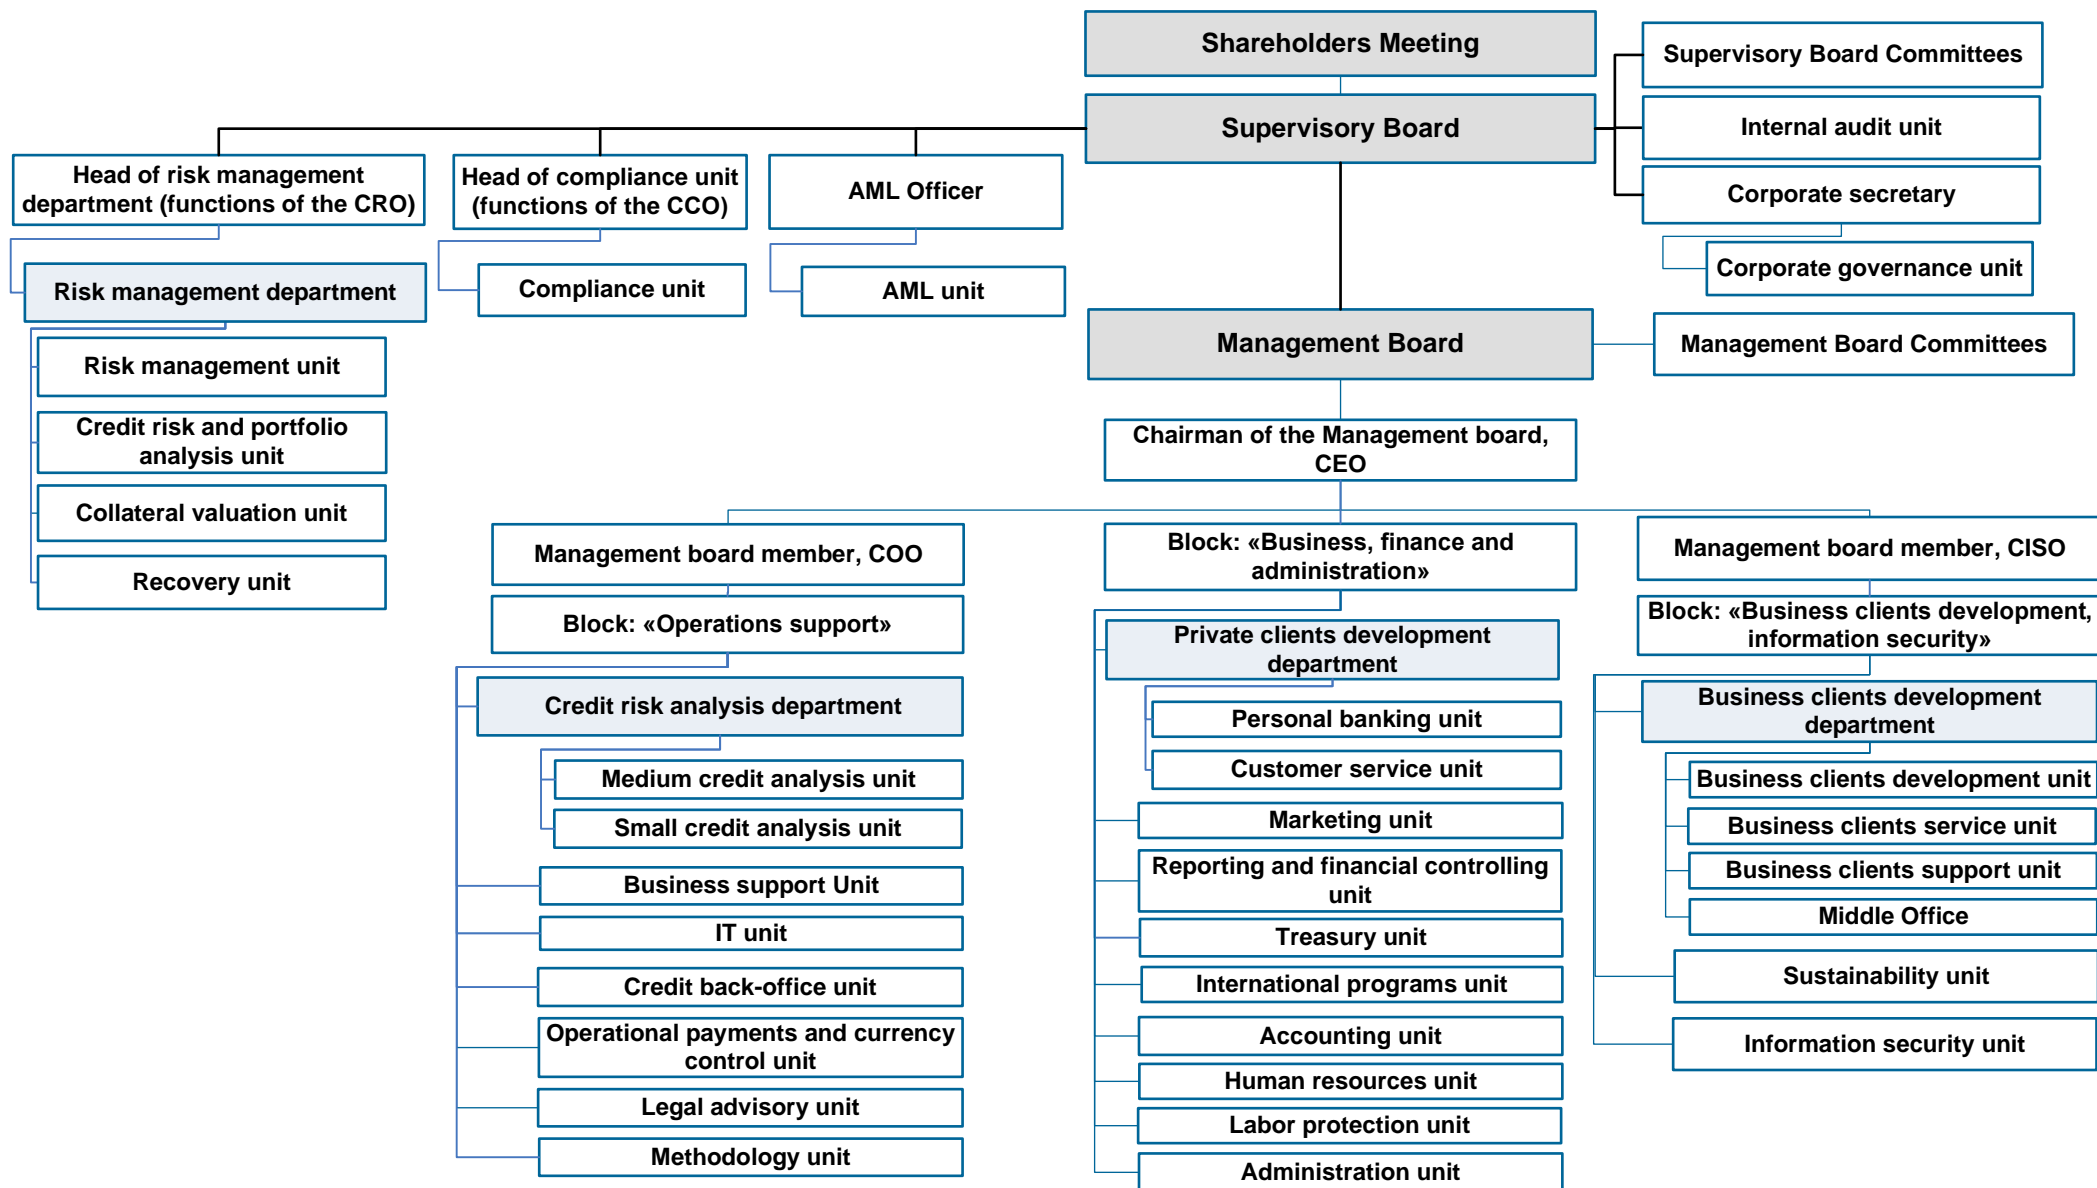 Shareholders Meeting
Supervisory Board
Supervisory Board Committees
Internal audit unit
Corporate secretary
Corporate governance unit
Head of risk management
department (functions of the CRO)
Risk management department
Risk management unit
Credit risk and portfolio
analysis unit
Collateral valuation unit
Recovery unit
Head of compliance unit
(functions of the CCO)
Compliance unit
AML Officer
AML unit
Management Board
Management Board Committees
Chairman of the Management board,
CEO
Management board member, COO
Block: «Operations support»
Credit risk analysis department
Medium credit analysis unit
Small credit analysis unit
Business support Unit
IT unit
Credit back-office unit
Operational payments and currency
control unit
Legal advisory unit
Methodology unit
Block: «Business, finance and
administration»
Private clients development
department
Personal banking unit
Customer service unit
Marketing unit
Reporting and financial controlling
unit
Treasury unit
International programs unit
Accounting unit
Human resources unit
Labor protection unit
Administration unit
Management board member, CISO
Block: «Business clients development,
information security»
Business clients development
department
Business clients development unit
Business clients service unit
Business clients support unit
Middle Office
Sustainability unit
Information security unit